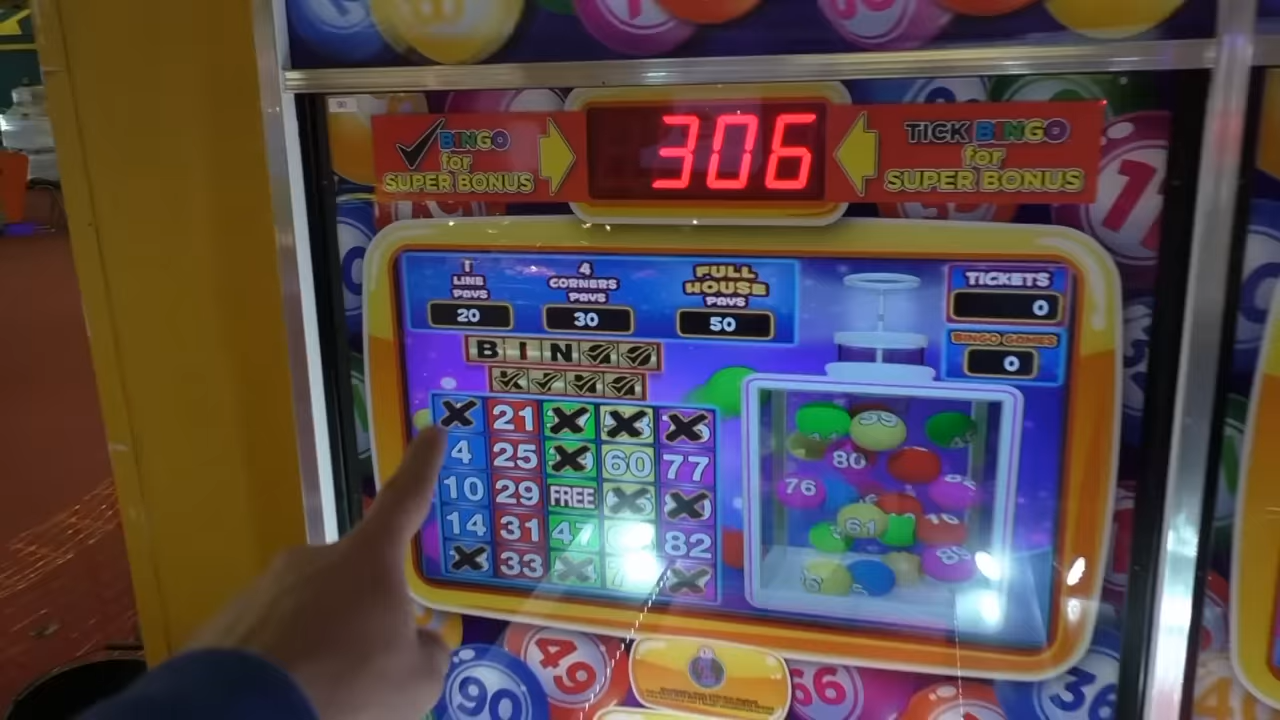 306
✓ BINGO
for
SUPER BONUS
TICK BINGO
for
SUPER BONUS
1
LINE
PAYS
20
4
CORNERS
PAYS
30
FULL
HOUSE
PAYS
50
TICKETS
0
BINGO GAMES
0
B I N
21
4 25 60 77
10 29 FREE
14 31 47 82
33
59
80
76
61
90
49
66
36
1